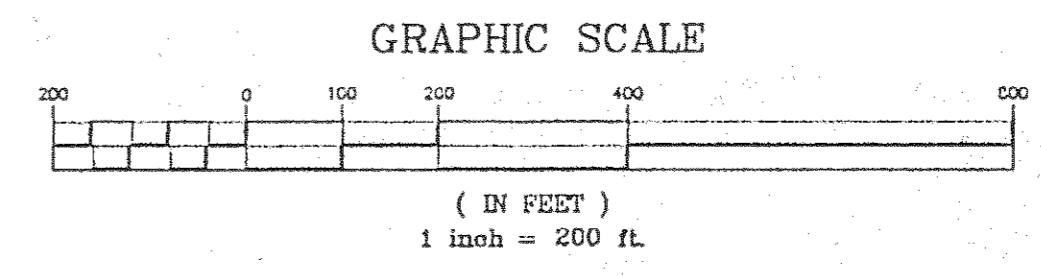 GRAPHIC SCALE
200 0 100 200 400 800
( IN FEET )
1 inch = 200 ft.